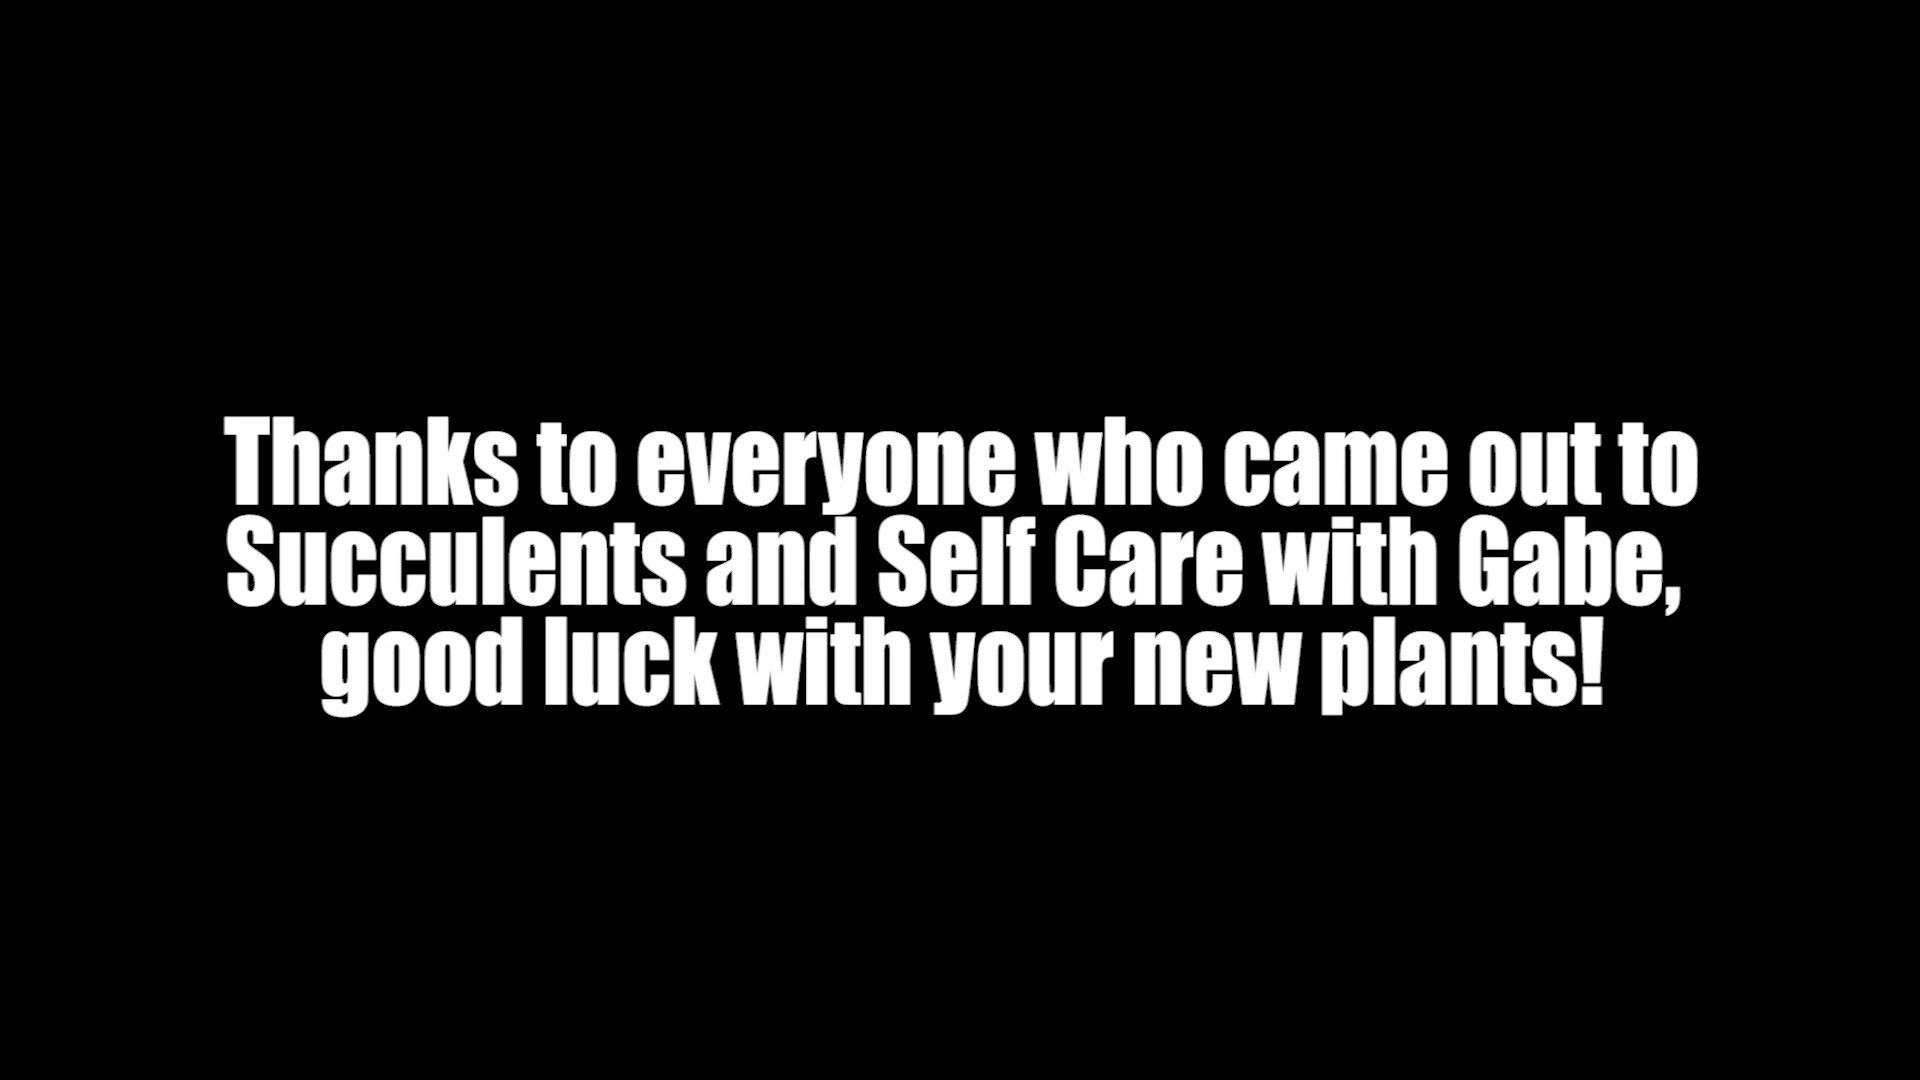 Thanks to everyone who came out to
Succulents and Self Care with Gabe,
good luck with your new plants!